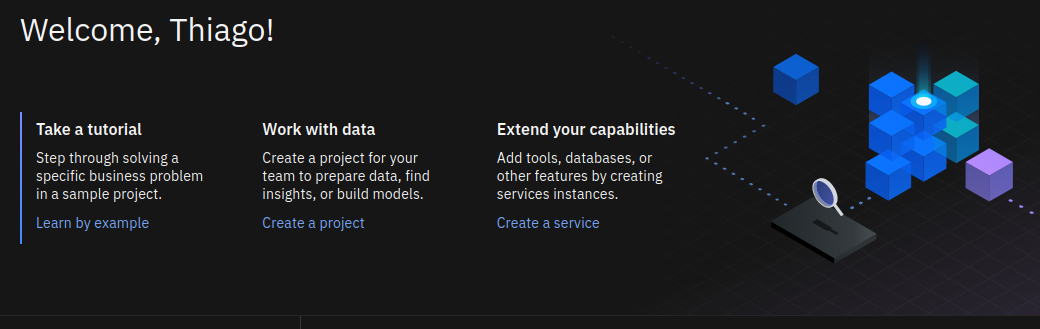 Welcome, Thiago!
Take a tutorial
Step through solving a
specific business problem
in a sample project.
Learn by example
Work with data
Create a project for your
team to prepare data, find
insights, or build models.
Create a project
Extend your capabilities
Add tools, databases, or
other features by creating
services instances.
Create a service